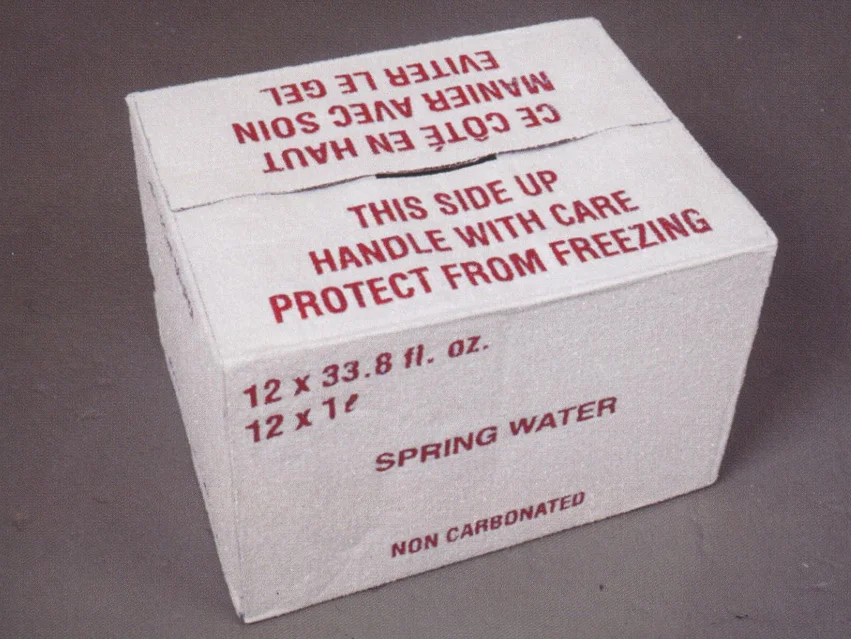 CE CÔTÉ EN HAUT
MANIER AVEC SOIN
EVITER LE GEL
THIS SIDE UP
HANDLE WITH CARE
PROTECT FROM FREEZING
12 x 33.8 fl. oz.
12 x 1ℓ
SPRING WATER
NON CARBONATED